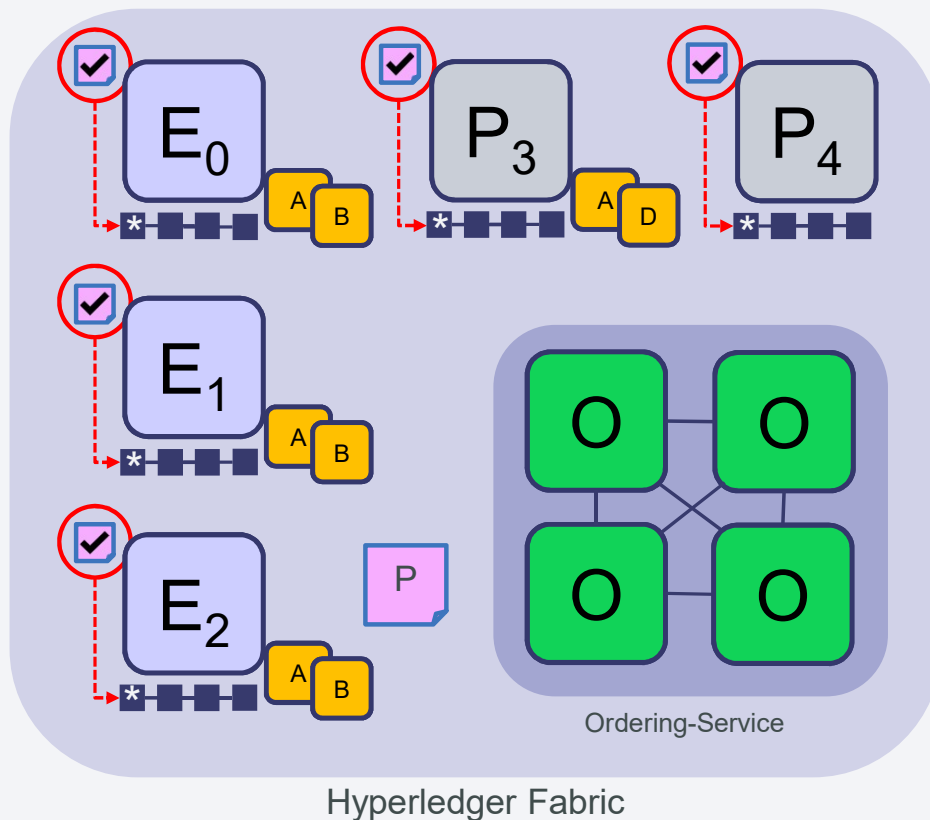 E0
P3
P4
A
B
A
D
*
*
*
E1
A
B
*
O
O
E2
P
O
O
A
B
*
Ordering-Service
Hyperledger Fabric